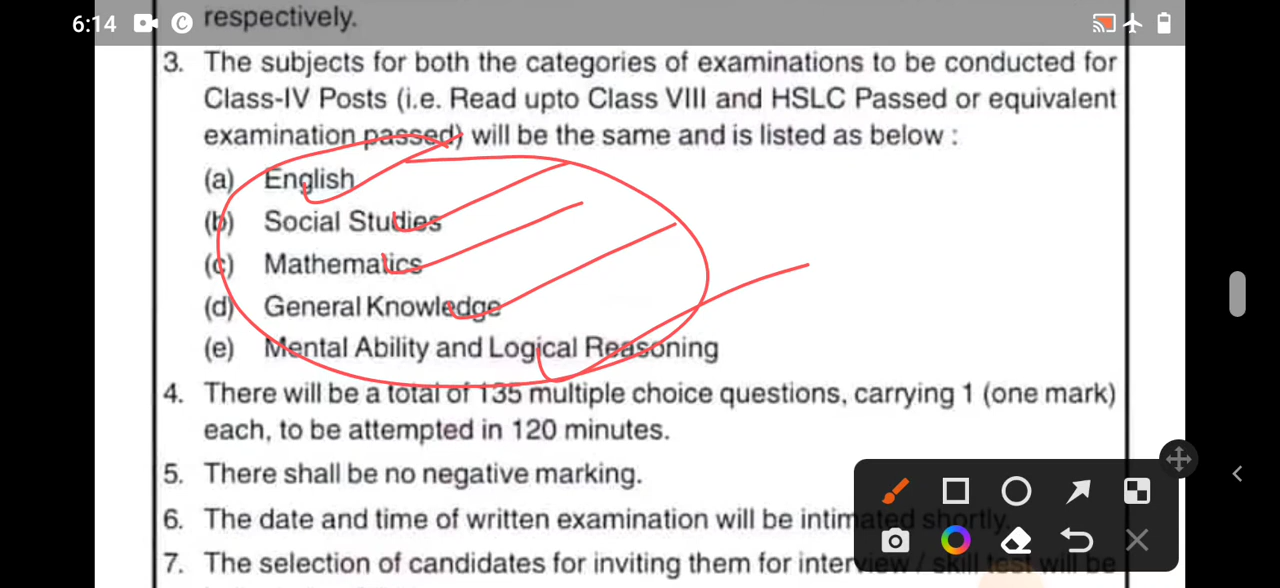 6:14
respectively.
3. The subjects for both the categories of examinations to be conducted for
Class-IV Posts (i.e. Read upto Class VIII and HSLC Passed or equivalent
examination passed) will be the same and is listed as below :
(a) English
(b) Social Studies
(c) Mathematics
(d) General Knowledge
(e) Mental Ability and Logical Reasoning
4. There will be a total of 135 multiple choice questions, carrying 1 (one mark)
each, to be attempted in 120 minutes.
5. There shall be no negative marking.
6. The date and time of written examination will be intimated shortly.
7. The selection of candidates for inviting them for interview / skill test will be